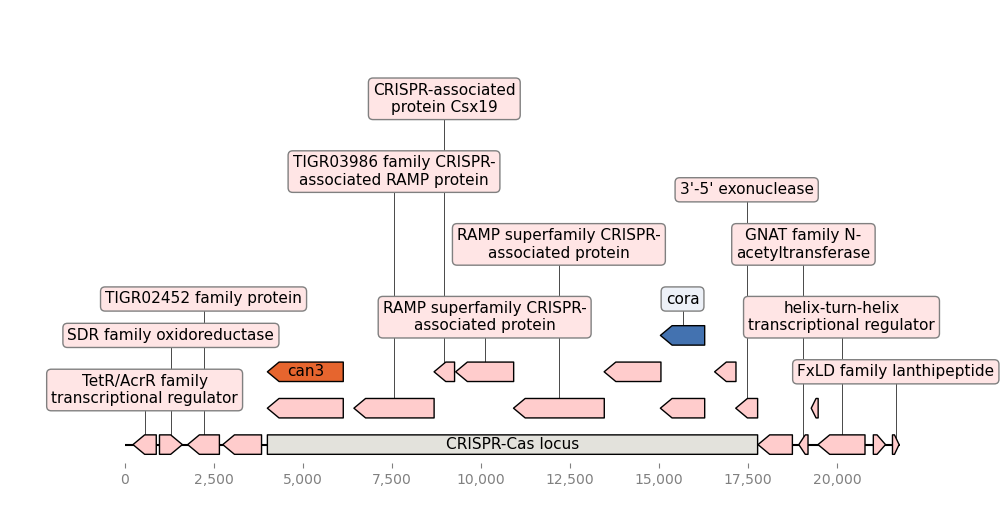 CRISPR-associated
protein Csx19
TIGR03986 family CRISPR-
associated RAMP protein
3'-5' exonuclease
RAMP superfamily CRISPR-
associated protein
GNAT family N-
acetyltransferase
TIGR02452 family protein
cora
RAMP superfamily CRISPR-
associated protein
helix-turn-helix
transcriptional regulator
SDR family oxidoreductase
can3
FxLD family lanthipeptide
TetR/AcrR family
transcriptional regulator
CRISPR-Cas locus
0
2,500
5,000
7,500
10,000
12,500
15,000
17,500
20,000